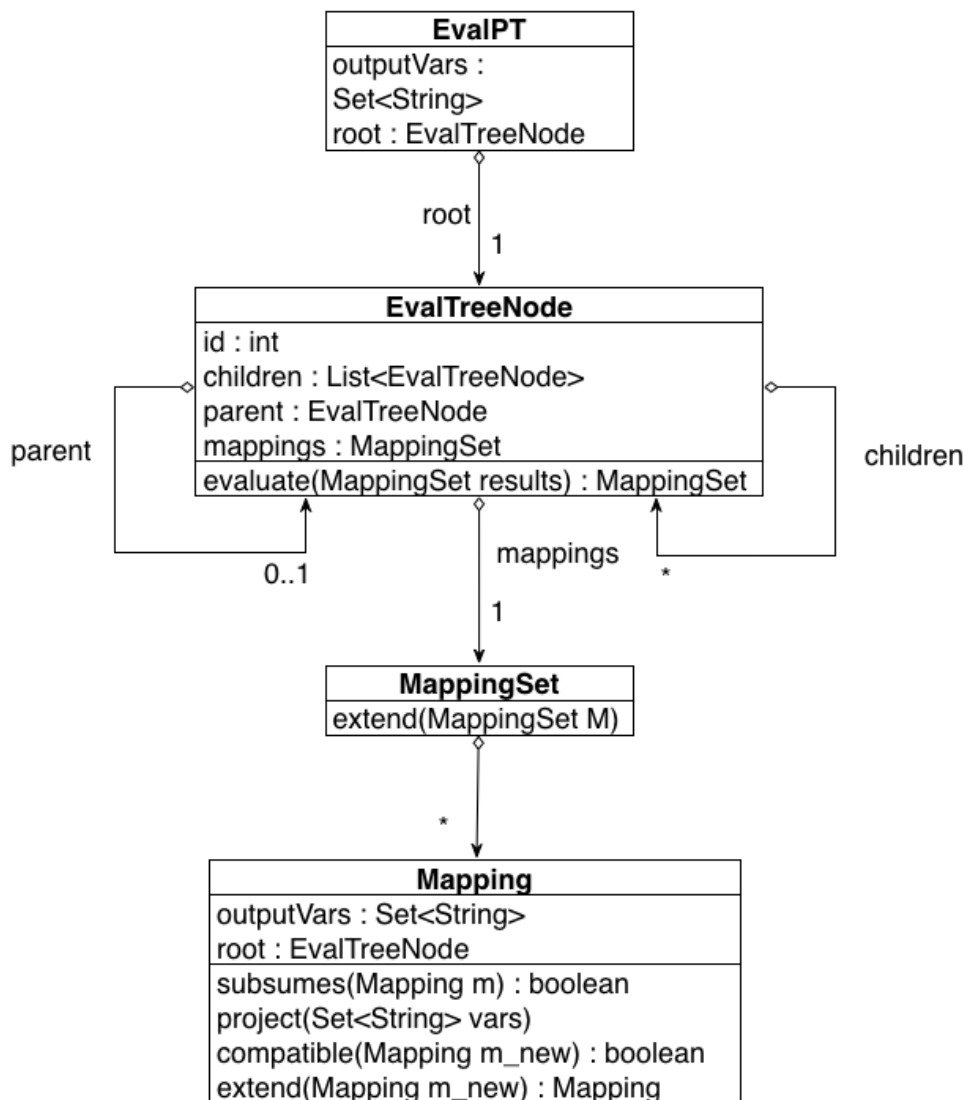 EvalPT
outputVars :
Set<String>
root : EvalTreeNode
root
1
EvalTreeNode
id : int
children : List<EvalTreeNode>
parent : EvalTreeNode
mappings : MappingSet
evaluate(MappingSet results) : MappingSet
parent
children
0..1
mappings
*
1
MappingSet
extend(MappingSet M)
*
Mapping
outputVars : Set<String>
root : EvalTreeNode
subsumes(Mapping m) : boolean
project(Set<String> vars)
compatible(Mapping m_new) : boolean
extend(Mapping m_new) : Mapping